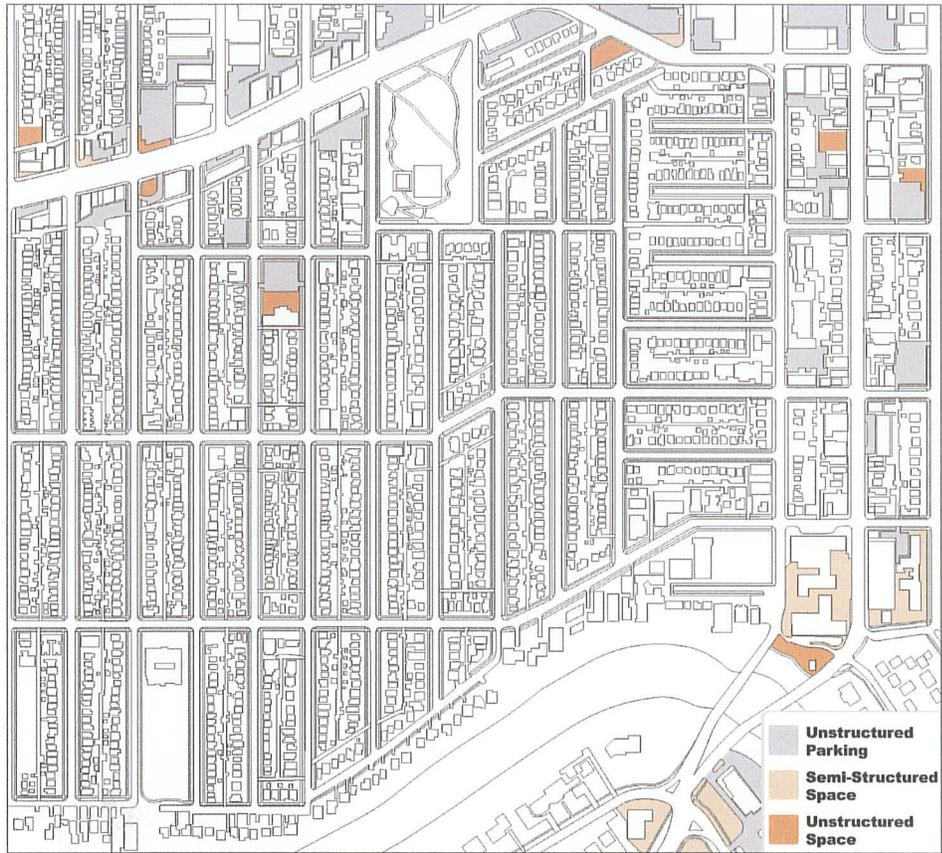 Unstructured
Parking
Semi-Structured
Space
Unstructured
Space